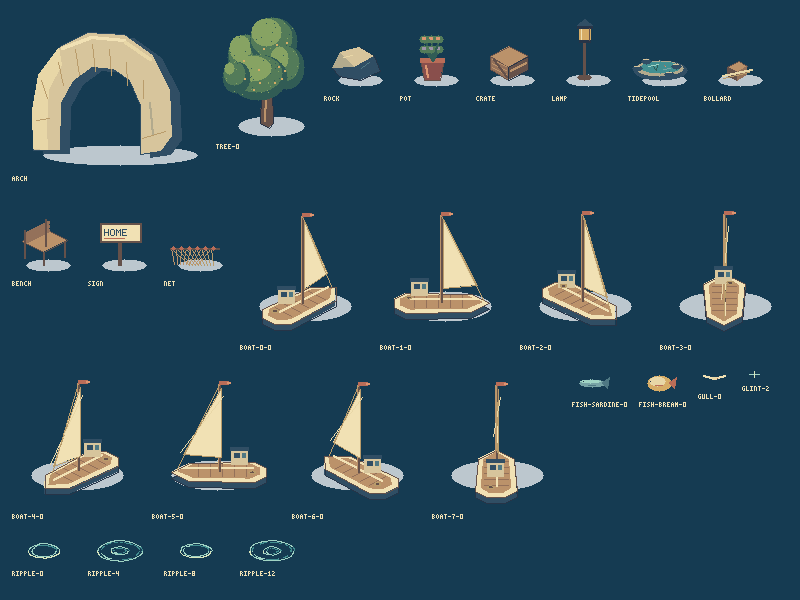 ARCH
TREE-0
ROCK
POT
CRATE
LAMP
TIDEPOOL
BOLLARD
BENCH
HOME
SIGN
NET
BOAT-0-0
BOAT-1-0
BOAT-2-0
BOAT-3-0
BOAT-4-0
BOAT-5-0
BOAT-6-0
BOAT-7-0
FISH-SARDINE-0
FISH-BREAM-0
GULL-0
GLINT-2
RIPPLE-0
RIPPLE-4
RIPPLE-8
RIPPLE-12